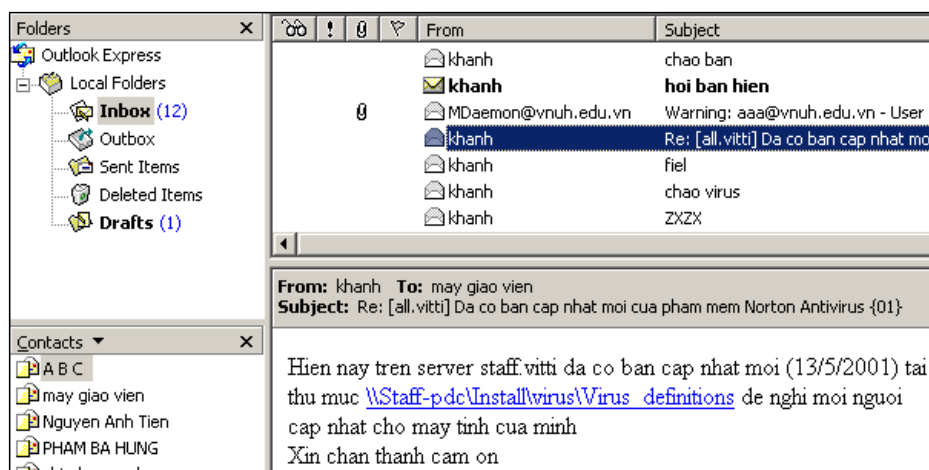 Folders
Outlook Express
Local Folders
Inbox (12)
Outbox
Sent Items
Deleted Items
Drafts (1)
Contacts
A B C
may giao vien
Nguyen Anh Tien
PHAM BA HUNG
! From Subject
khanh chao ban
khanh hoi ban hien
MDaemon@vnuh.edu.vn Warning: aaa@vnuh.edu.vn - User
khanh Re: [all.vitti] Da co ban cap nhat mo
khanh fiel
khanh chao virus
khanh ZXZX
From: khanh To: may giao vien
Subject: Re: [all.vitti] Da co ban cap nhat moi cua pham mem Norton Antivirus {01}
Hien nay tren server staff.vitti da co ban cap nhat moi (13/5/2001) tai
thu muc \\Staff-pdc\Install\virus\Virus_definitions de nghi moi nguoi
cap nhat cho may tinh cua minh
Xin chan thanh cam on